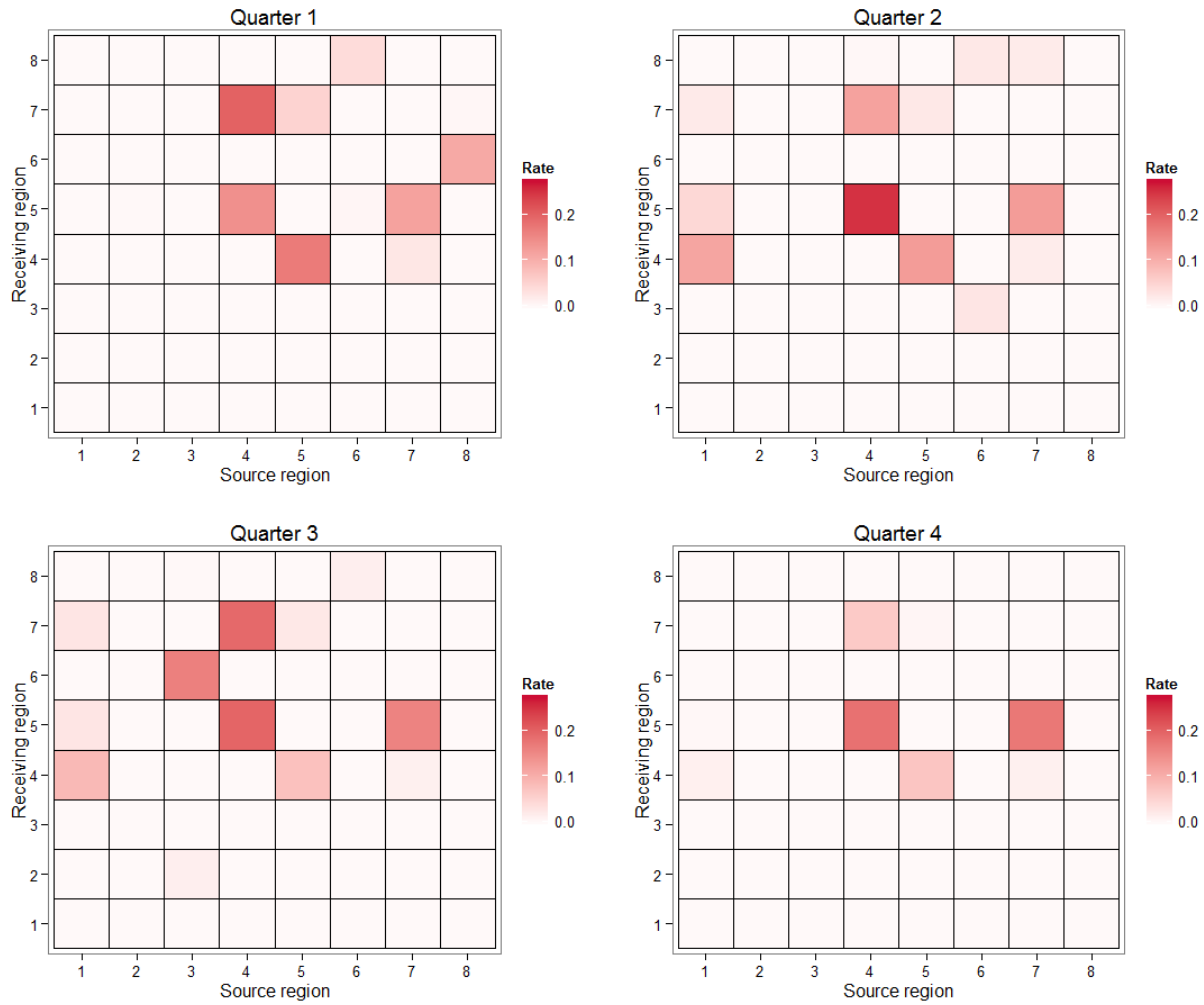 Quarter 1
Receiving region
8
7
6
5
4
3
2
1
1 2 3 4 5 6 7 8
Source region
Rate
0.2
0.1
0.0
Quarter 2
Receiving region
8
7
6
5
4
3
2
1
1 2 3 4 5 6 7 8
Source region
Rate
0.2
0.1
0.0
Quarter 3
Receiving region
8
7
6
5
4
3
2
1
1 2 3 4 5 6 7 8
Source region
Rate
0.2
0.1
0.0
Quarter 4
Receiving region
8
7
6
5
4
3
2
1
1 2 3 4 5 6 7 8
Source region
Rate
0.2
0.1
0.0